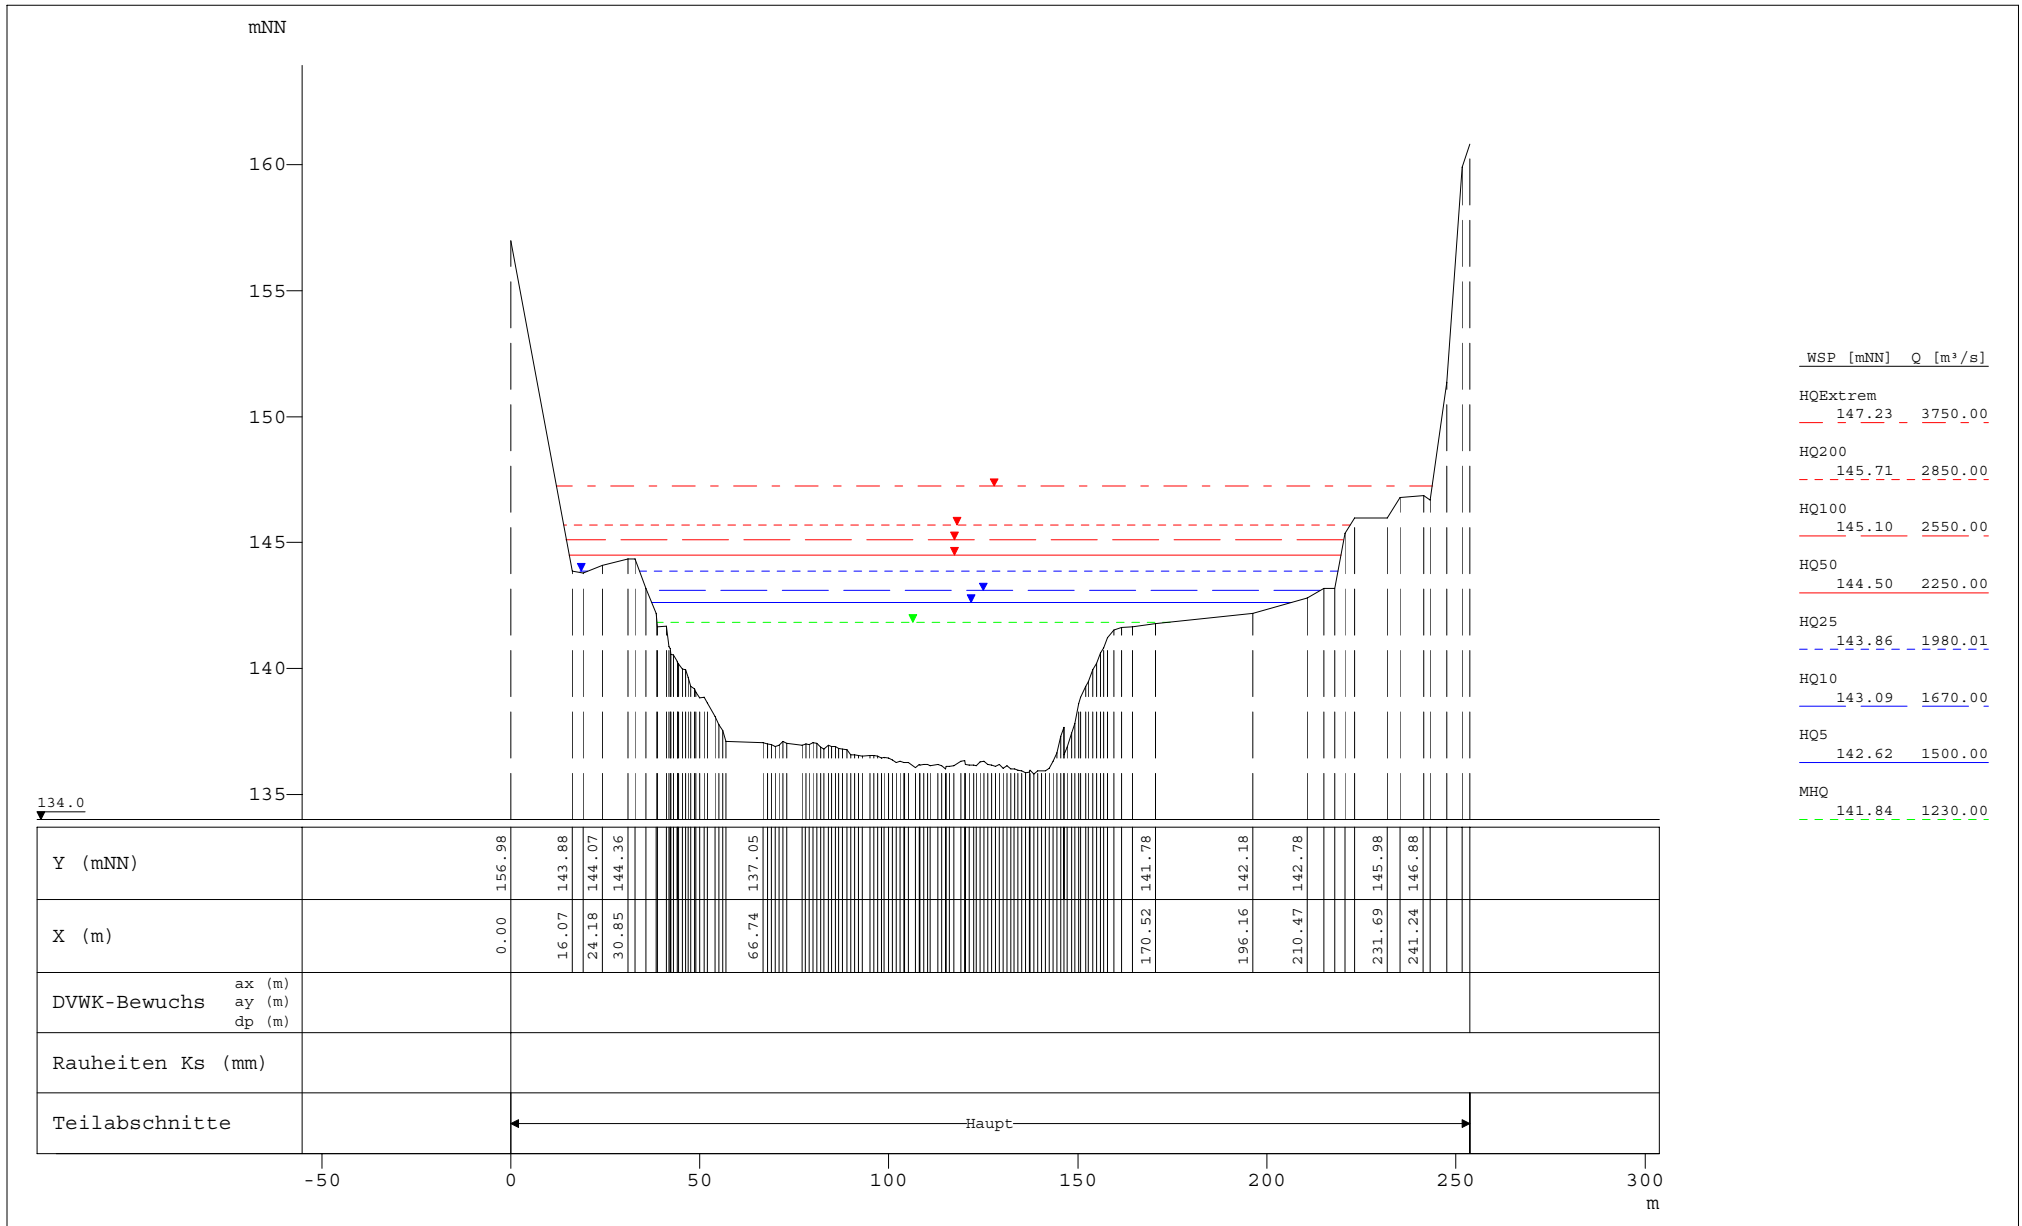 mNN
160
155
150
145
140
135
134.0
WSP [mNN] Q [m³/s]
HQExtrem
147.23 3750.00
HQ200
145.71 2850.00
HQ100
145.10 2550.00
HQ50
144.50 2250.00
HQ25
143.86 1980.01
HQ10
143.09 1670.00
HQ5
142.62 1500.00
MHQ
141.84 1230.00
Y (mNN) 156.98 143.88 144.07 144.36 137.05 141.78 142.18 142.78 145.98 146.88
X (m) 0.00 16.07 24.18 30.85 66.74 170.52 196.16 210.47 231.69 241.24
DVWK-Bewuchs
ax (m)
ay (m)
dp (m)
Rauheiten Ks (mm)
Teilabschnitte Haupt
-50 0 50 100 150 200 250 300
m